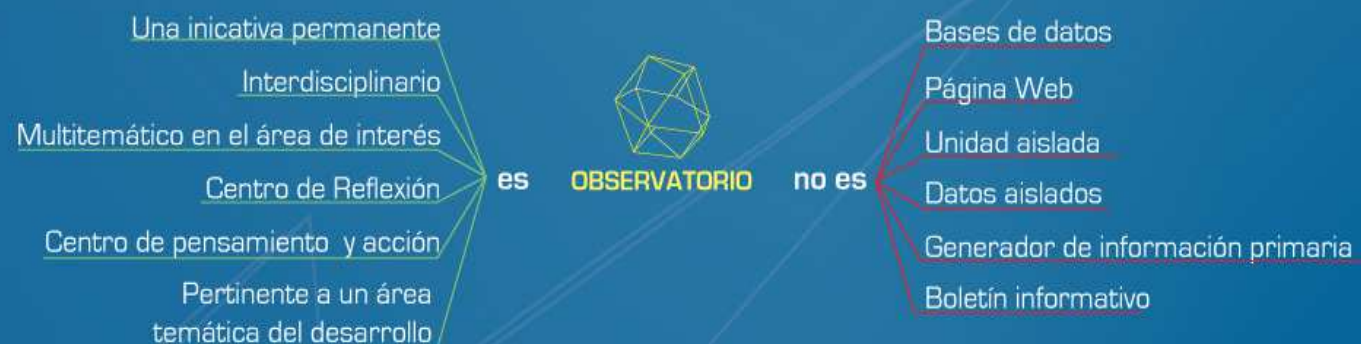 Una inicativa permanente
Interdisciplinario
Multitemático en el área de interés
Centro de Reflexión
Centro de pensamiento y acción
Pertinente a un área
temática del desarrollo
es
OBSERVATORIO
no es
Bases de datos
Página Web
Unidad aislada
Datos aislados
Generador de información primaria
Boletín informativo